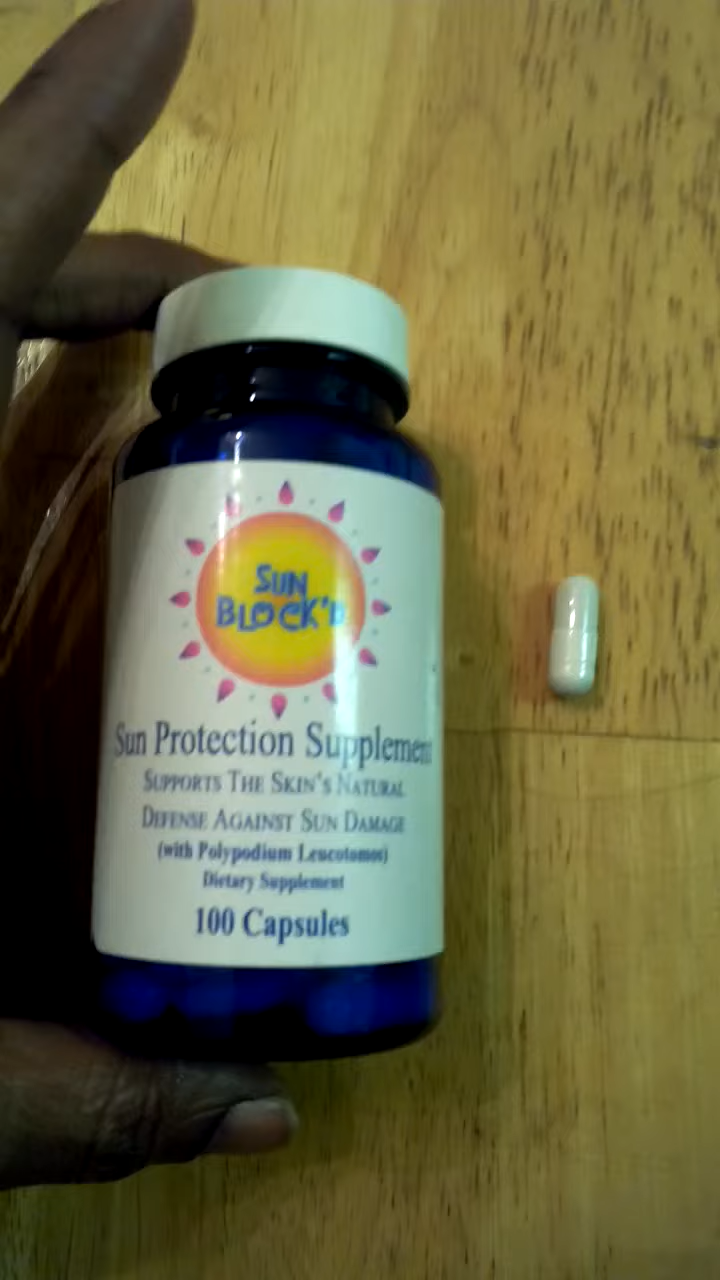 SUN
BLOCK'D
Sun Protection Supplement
SUPPORTS THE SKIN'S NATURAL
DEFENSE AGAINST SUN DAMAGE
(with Polypodium Leucotomos)
Dietary Supplement
100 Capsules